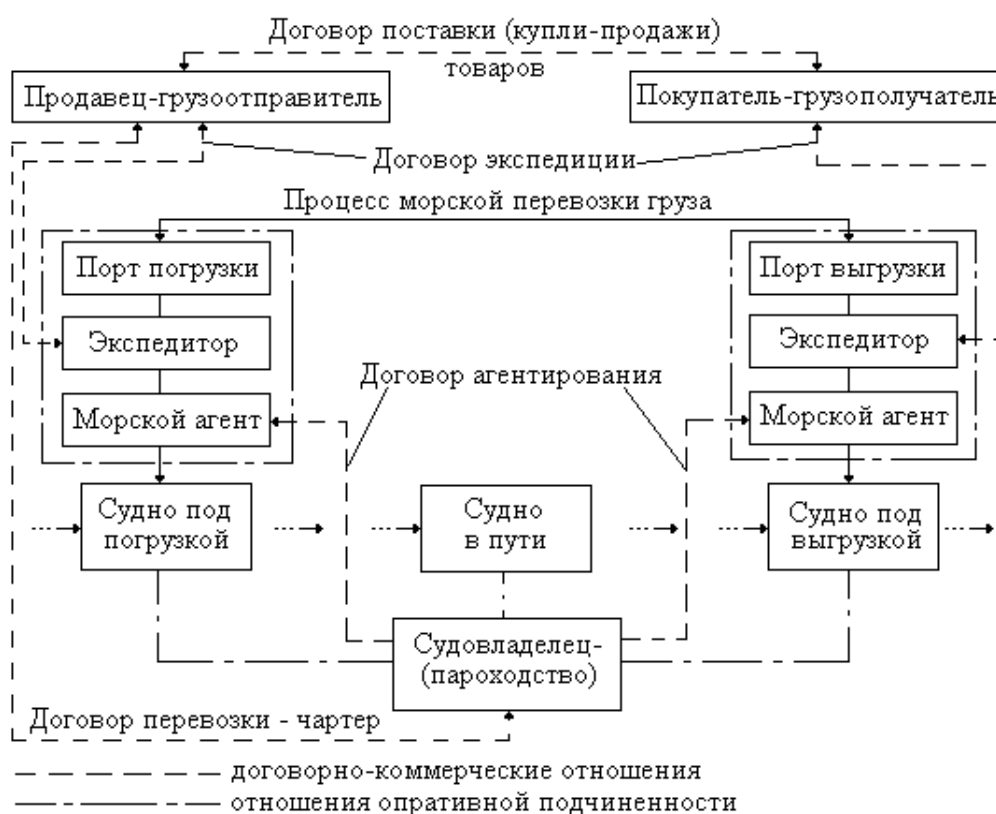 Договор поставки (купли-продажи)
товаров
Продавец-грузоотправитель
Покупатель-грузополучатель
Договор экспедиции
Процесс морской перевозки груза
Порт погрузки
Порт выгрузки
Экспедитор
Экспедитор
Договор агентирования
Морской агент
Морской агент
Судно под
погрузкой
Судно
в пути
Судно под
выгрузкой
Судовладелец-
(пароходство)
Договор перевозки - чартер
договорно-коммерческие отношения
отношения опративной подчиненности